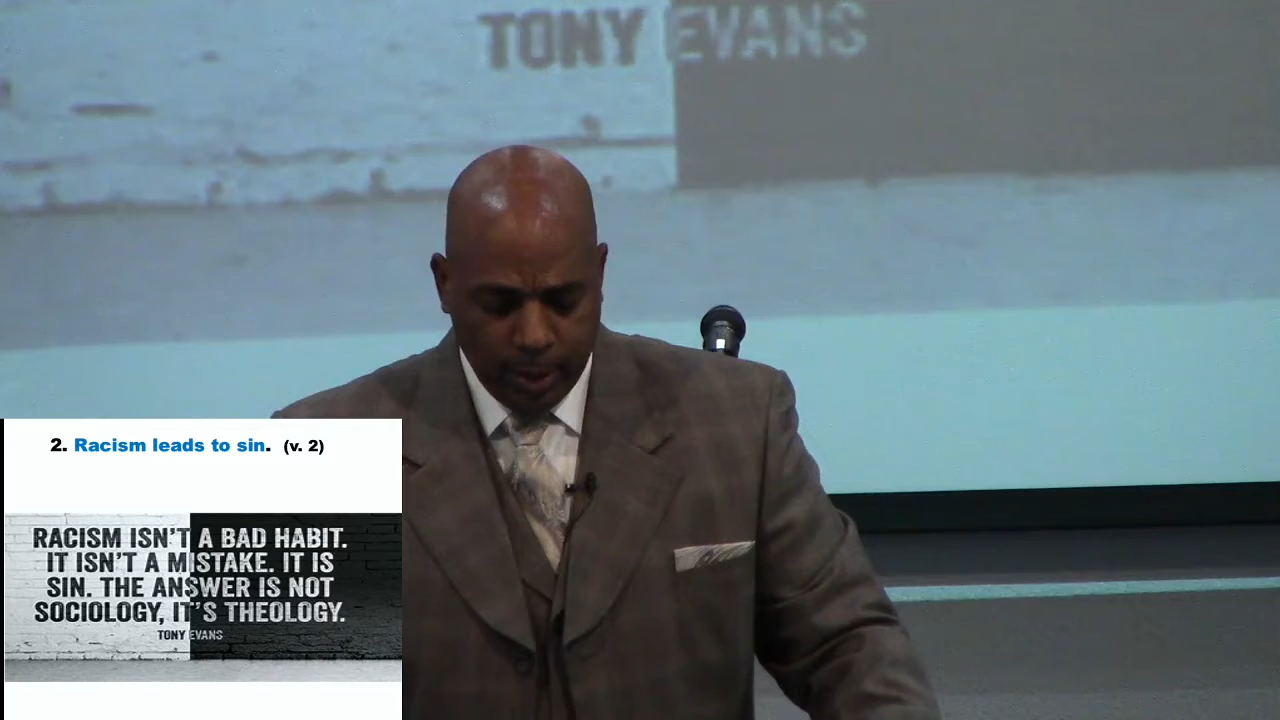 TONY EVANS
2. Racism leads to sin. (v. 2)
RACISM ISN'T A BAD HABIT.
IT ISN'T A MISTAKE. IT IS
SIN. THE ANSWER IS NOT
SOCIOLOGY, IT'S THEOLOGY.
TONY EVANS